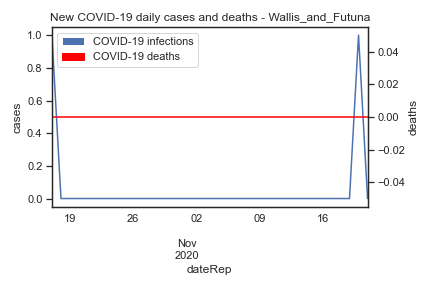 New COVID-19 daily cases and deaths - Wallis_and_Futuna
COVID-19 infections
COVID-19 deaths
1.0
0.8
0.6
0.4
0.2
0.0
cases
0.04
0.02
0.00
−0.02
−0.04
deaths
19 26 02 09 16
Nov
2020
dateRep